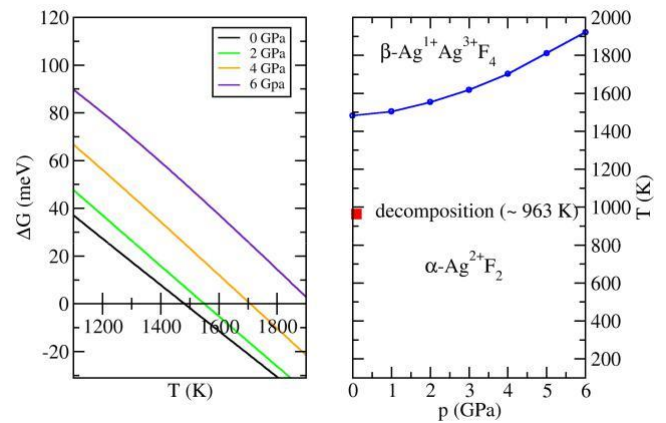 120
100
80
60
40
20
0
-20
1200 1400 1600 1800
ΔG (meV)
T (K)
0 GPa
2 GPa
4 GPa
6 Gpa
β-Ag¹⁺Ag³⁺F₄
decomposition (~ 963 K)
α-Ag²⁺F₂
2000
1800
1600
1400
1200
1000
800
600
400
200
T (K)
0 1 2 3 4 5 6
p (GPa)